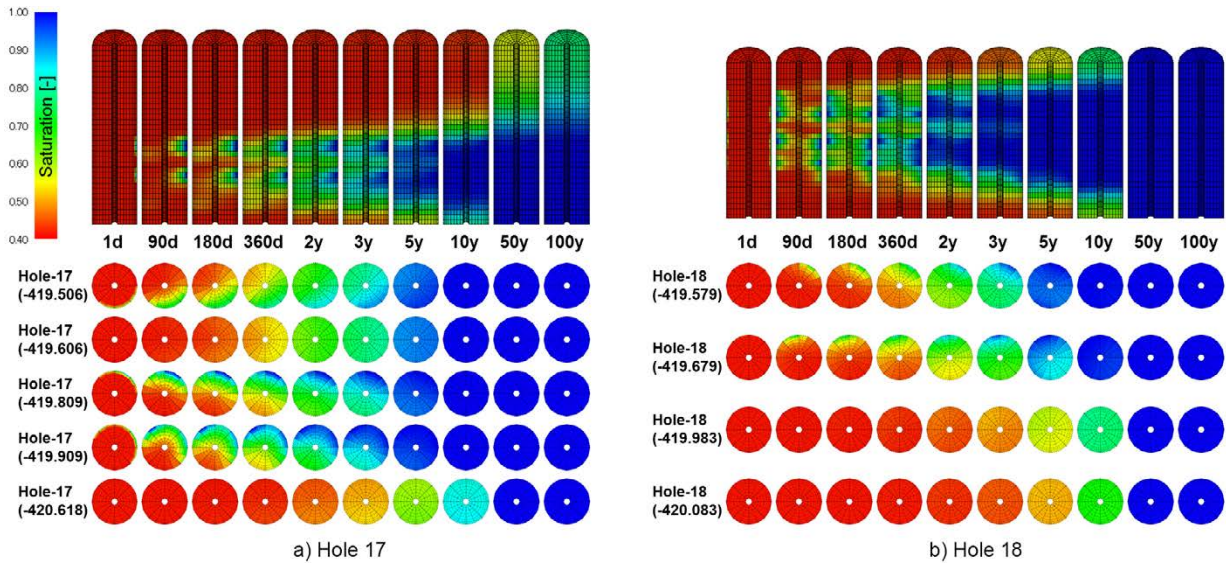 1.00
0.90
0.80
0.70
0.60
0.50
0.40
Saturation [-]
1d 90d 180d 360d 2y 3y 5y 10y 50y 100y
Hole-17
(-419.506)
Hole-17
(-419.606)
Hole-17
(-419.809)
Hole-17
(-419.909)
Hole-17
(-420.618)
a) Hole 17
1d 90d 180d 360d 2y 3y 5y 10y 50y 100y
Hole-18
(-419.579)
Hole-18
(-419.679)
Hole-18
(-419.983)
Hole-18
(-420.083)
b) Hole 18